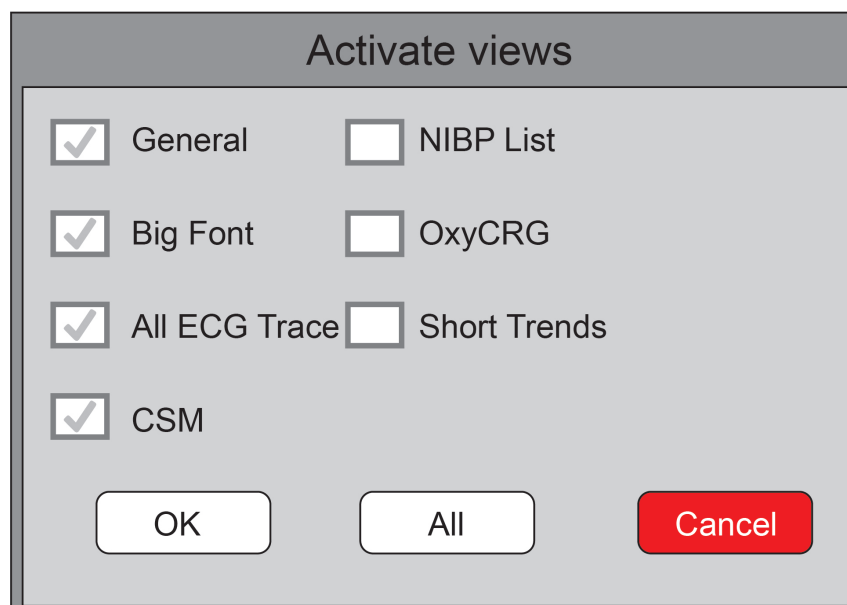 Activate views
General
NIBP List
Big Font
OxyCRG
All ECG Trace
Short Trends
CSM
OK
All
Cancel